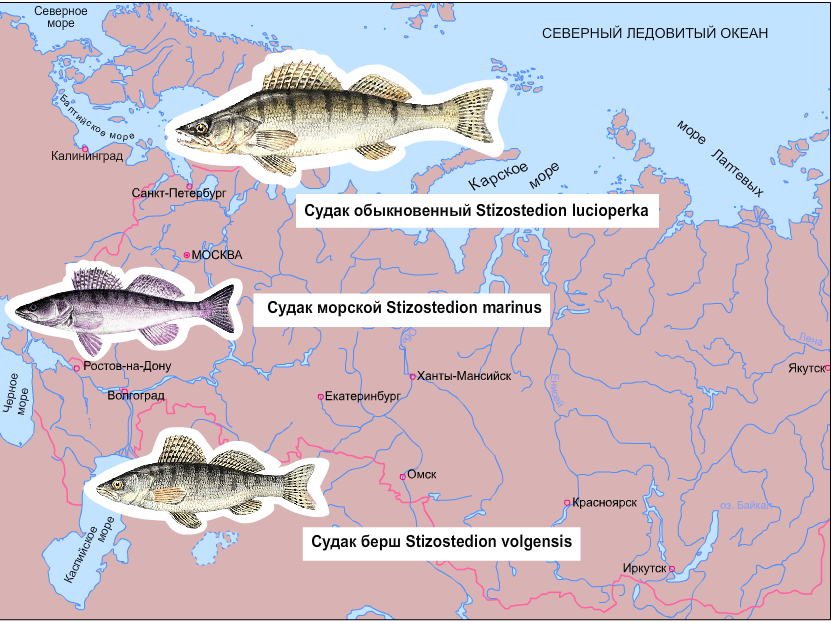 Северное
море
СЕВЕРНЫЙ ЛЕДОВИТЫЙ ОКЕАН
Балтийское море
Калининград
море Лаптевых
Карское море
Санкт-Петербург
Судак обыкновенный Stizostedion lucioperka
МОСКВА
Судак морской Stizostedion marinus
Лена
Ростов-на-Дону
Якутск
Черное
море
Ханты-Мансийск
Обь
Енисей
Волгоград
Екатеринбург
Омск
Красноярск
оз. Байкал
Каспийское
море
Судак берш Stizostedion volgensis
Иркутск